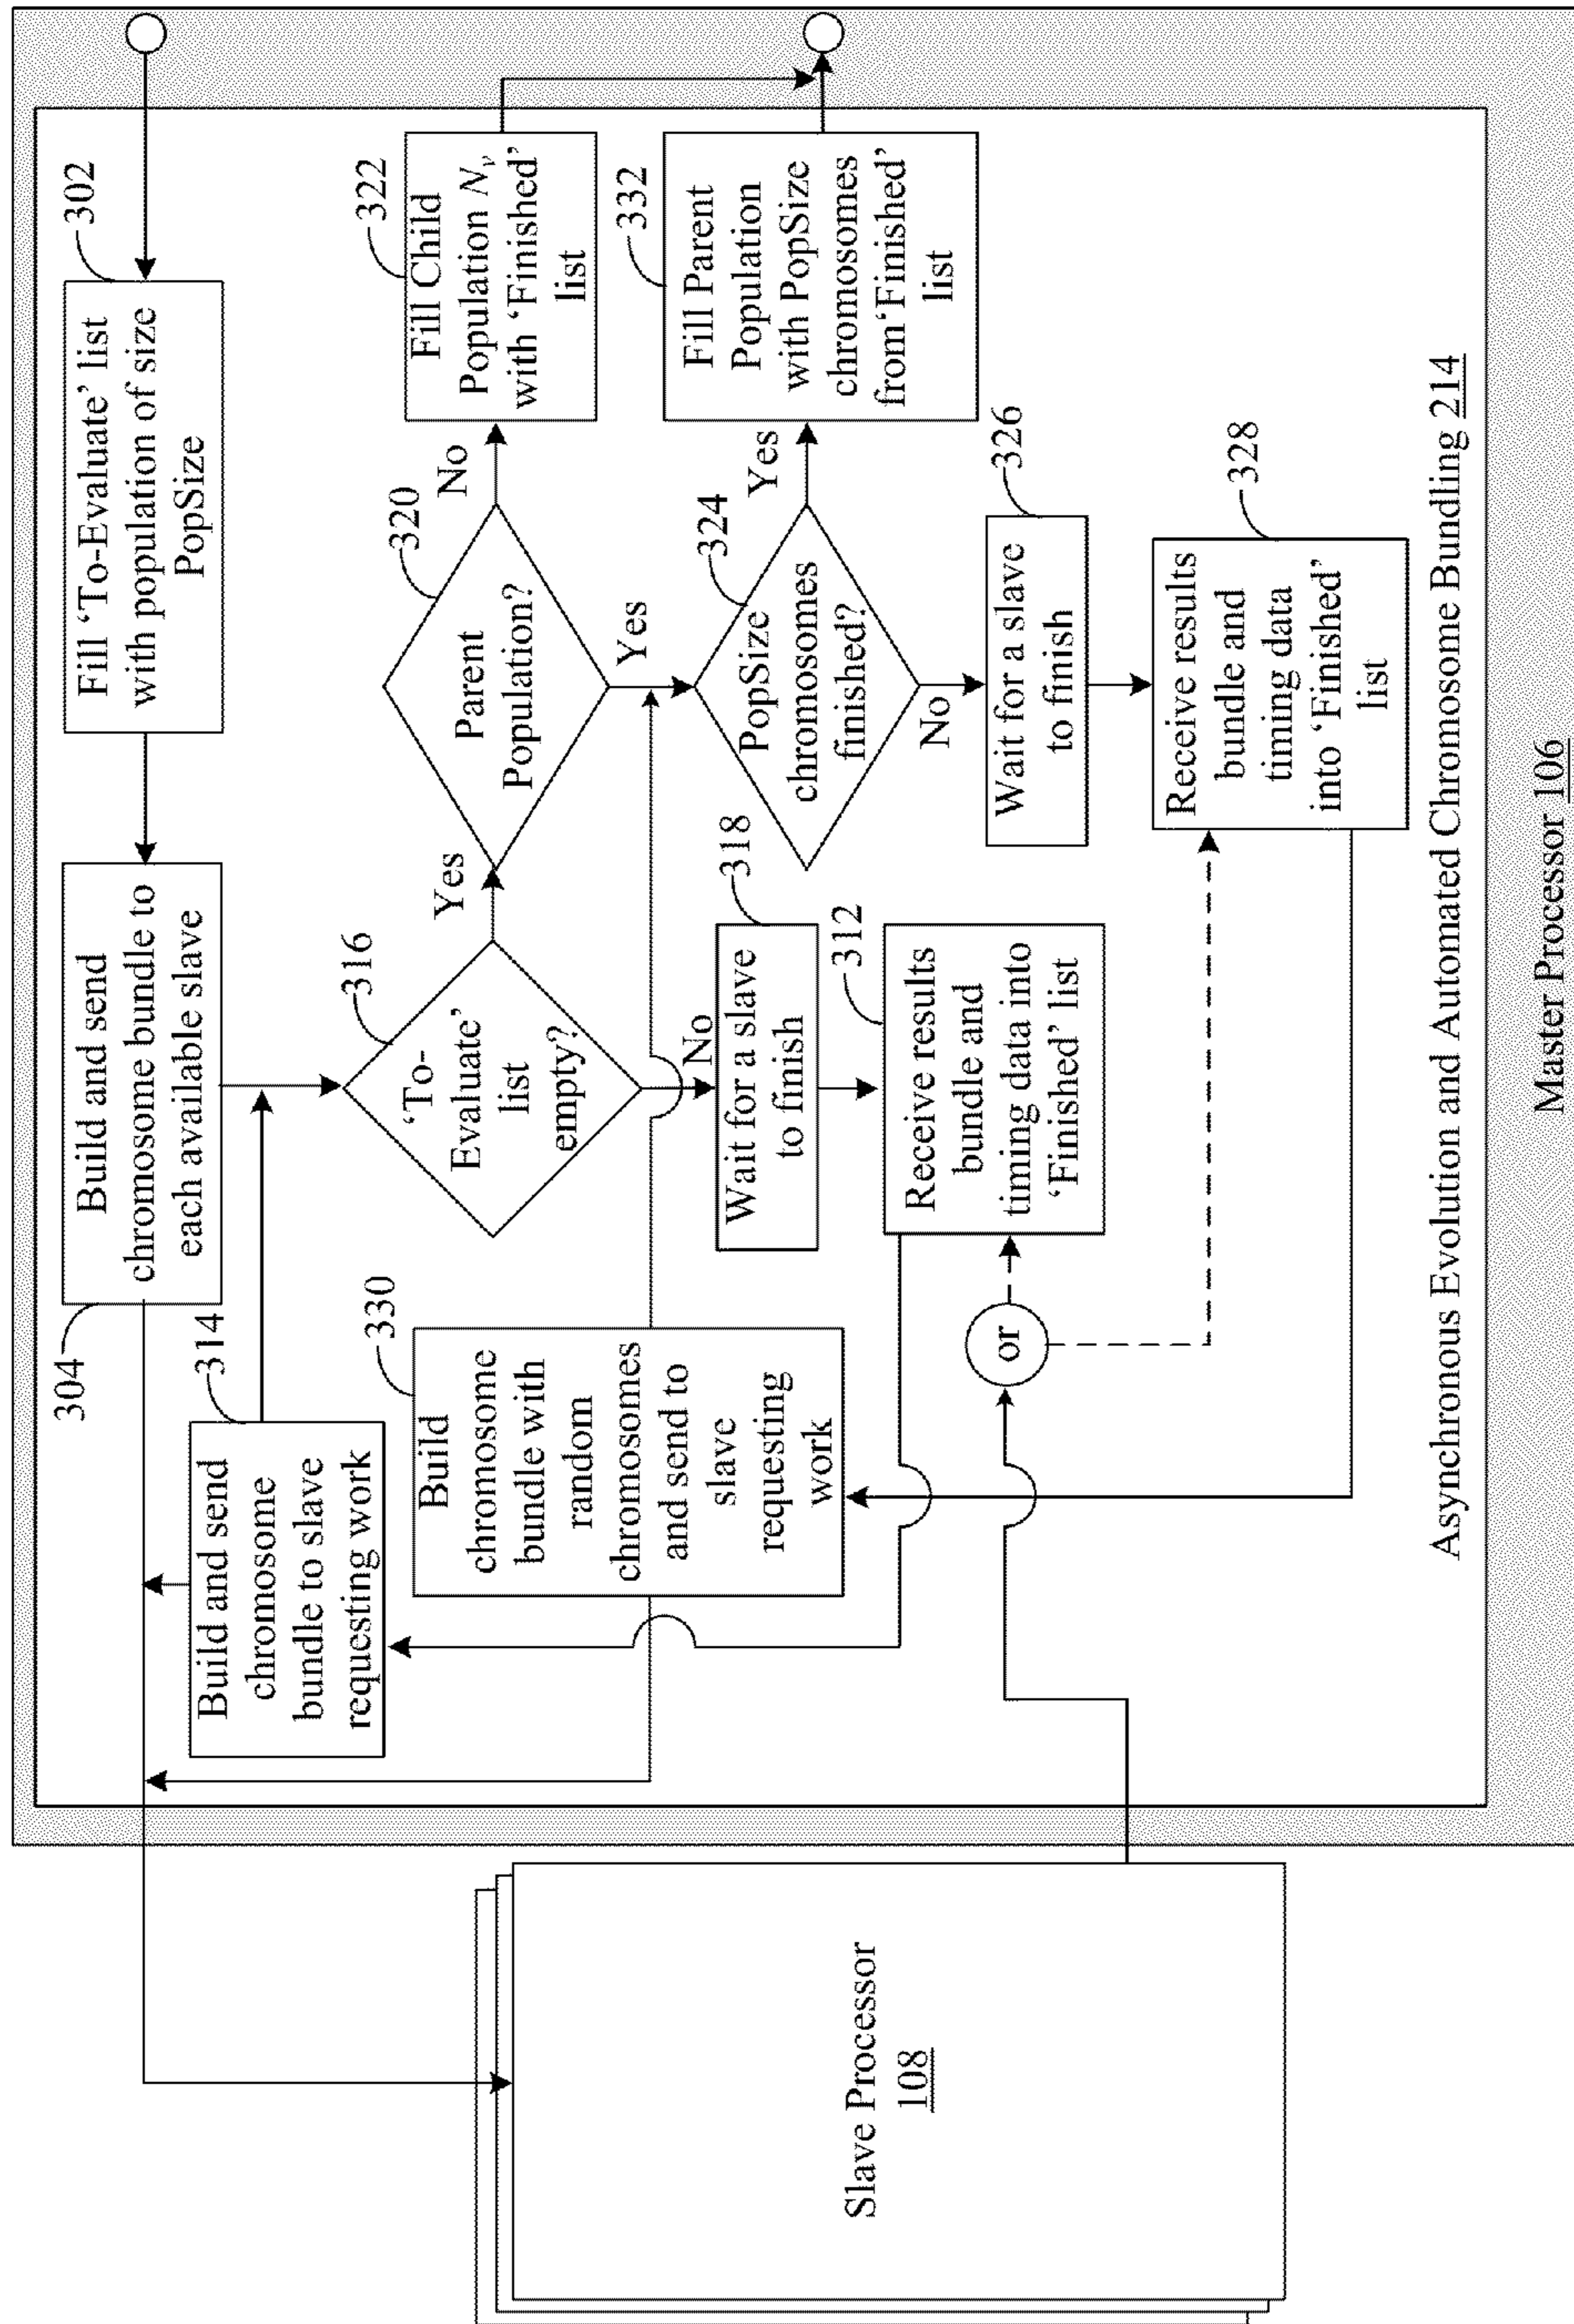 302
Fill ‘To-Evaluate’ list
with population of size
PopSize
304
Build and send
chromosome bundle to
each available slave
314
Build and send
chromosome
bundle to slave
requesting work
316
‘To-
Evaluate’
list
empty?
Yes
No
320
Parent
Population?
No
Yes
322
Fill Child
Population Nv
with ‘Finished’
list
324
PopSize
chromosomes
finished?
Yes
No
332
Fill Parent
Population
with PopSize
chromosomes
from‘Finished’
list
318
Wait for a slave
to finish
312
Receive results
bundle and
timing data into
‘Finished’ list
326
Wait for a slave
to finish
328
Receive results
bundle and
timing data
into ‘Finished’
list
330
Build
chromosome
bundle with
random
chromosomes
and send to
slave
requesting
work
or
Slave Processor
108
Asynchronous Evolution and Automated Chromosome Bundling 214
Master Processor 106